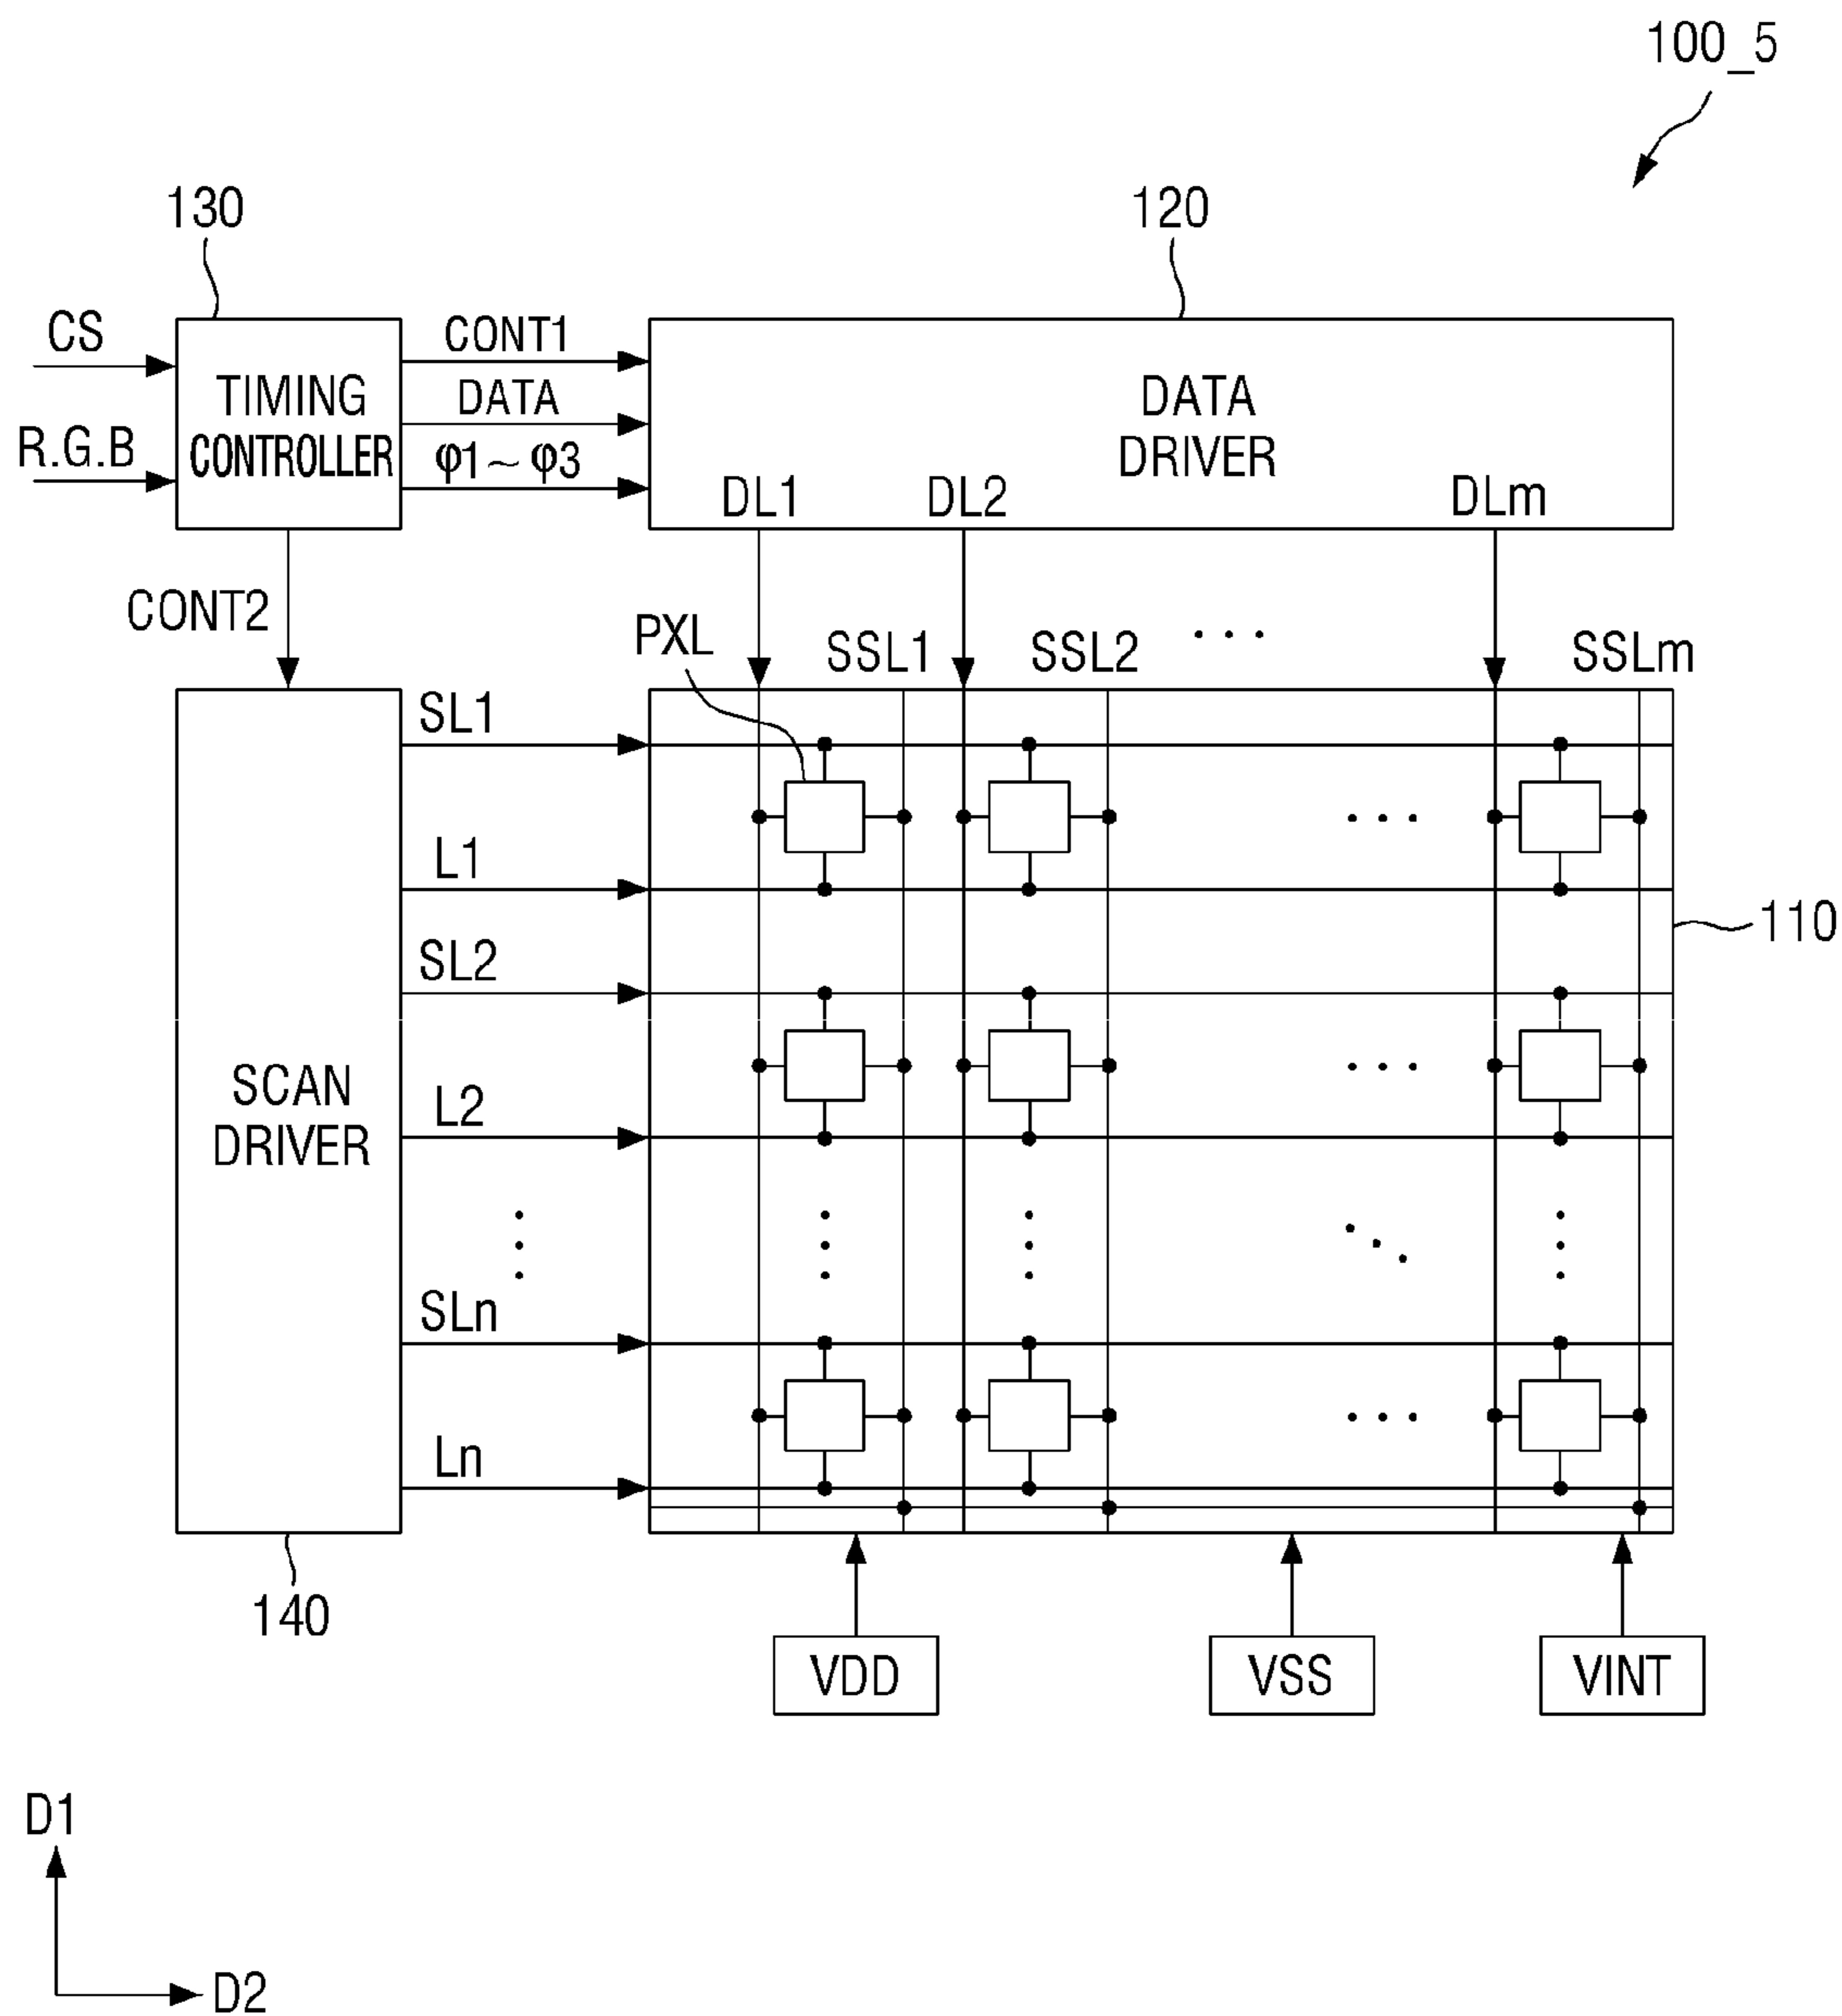 100_5
130
120
CS
R.G.B
TIMING
CONTROLLER
CONT1
DATA
φ1~φ3
DATA
DRIVER
DL1
DL2
DLm
CONT2
PXL
SSL1
SSL2
. . .
SSLm
SL1
L1
110
SL2
L2
SCAN
DRIVER
SLn
Ln
140
VDD
VSS
VINT
D1
D2